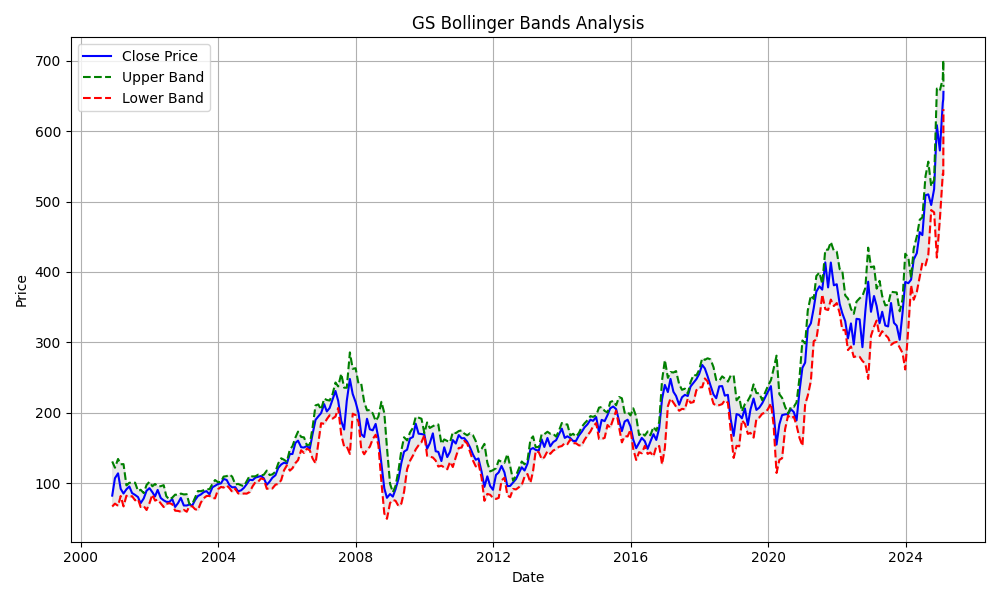 GS Bollinger Bands Analysis
Close Price
Upper Band
Lower Band
Price
700
600
500
400
300
200
100
2000 2004 2008 2012 2016 2020 2024
Date